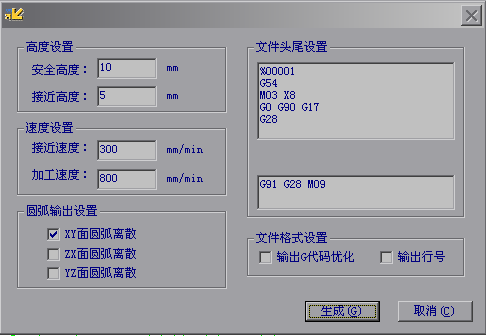 高度设置
安全高度： 10 mm
接近高度： 5 mm
速度设置
接近速度： 300 mm/min
加工速度： 800 mm/min
圆弧输出设置
XY面圆弧离散
ZX面圆弧离散
YZ面圆弧离散
文件头尾设置
%00001
G54
M03 X8
G0 G90 G17
G28
G91 G28 M09
文件格式设置
输出G代码优化 输出行号
生成(G) 取消(C)